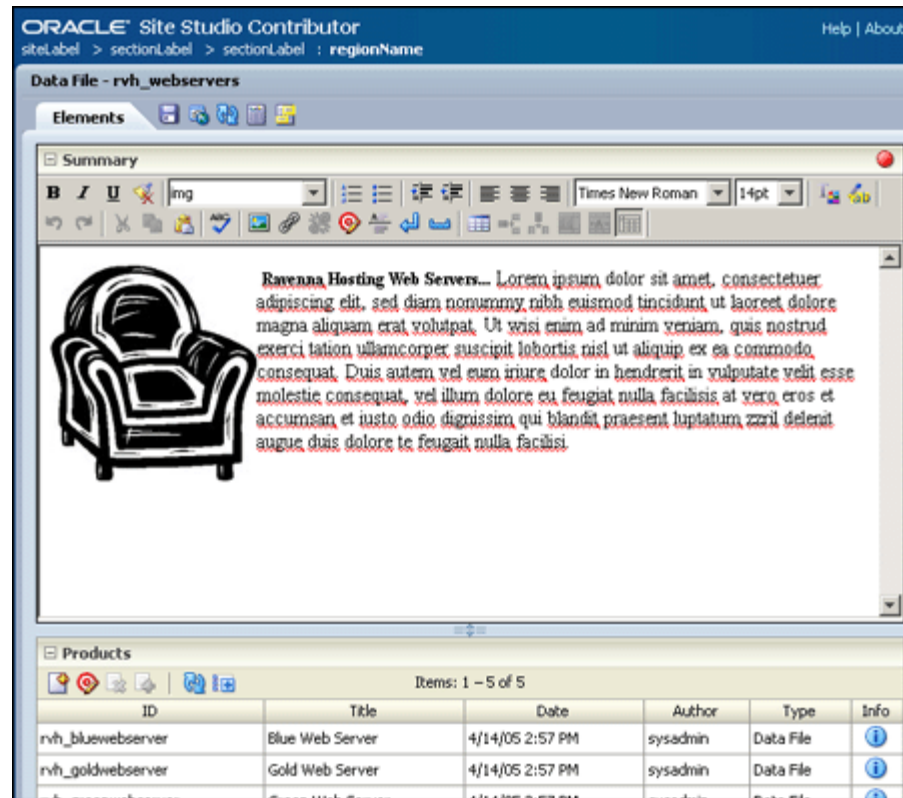 ORACLE Site Studio Contributor
Help | About
siteLabel > sectionLabel > sectionLabel : regionName
Data File - rvh_webservers
Elements
Summary
B I U img Times New Roman 14pt
ABC ab
Ravenna Hosting Web Servers... Lorem ipsum dolor sit amet, consectetuer
adipiscing elit, sed diam nonummy nibh euismod tincidunt ut laoreet dolore
magna aliquam erat volutpat. Ut wisi enim ad minim veniam, quis nostrud
exerci tation ullamcorper suscipit lobortis nisl ut aliquip ex ea commodo
consequat. Duis autem vel eum iriure dolor in hendrerit in vulputate velit esse
molestie consequat, vel illum dolore eu feugiat nulla facilisis at vero eros et
accumsan et iusto odio dignissim qui blandit praesent luptatum zzril delenit
augue duis dolore te feugait nulla facilisi.
Products
Items: 1 – 5 of 5
ID Title Date Author Type Info
rvh_bluewebserver Blue Web Server 4/14/05 2:57 PM sysadmin Data File
rvh_goldwebserver Gold Web Server 4/14/05 2:57 PM sysadmin Data File